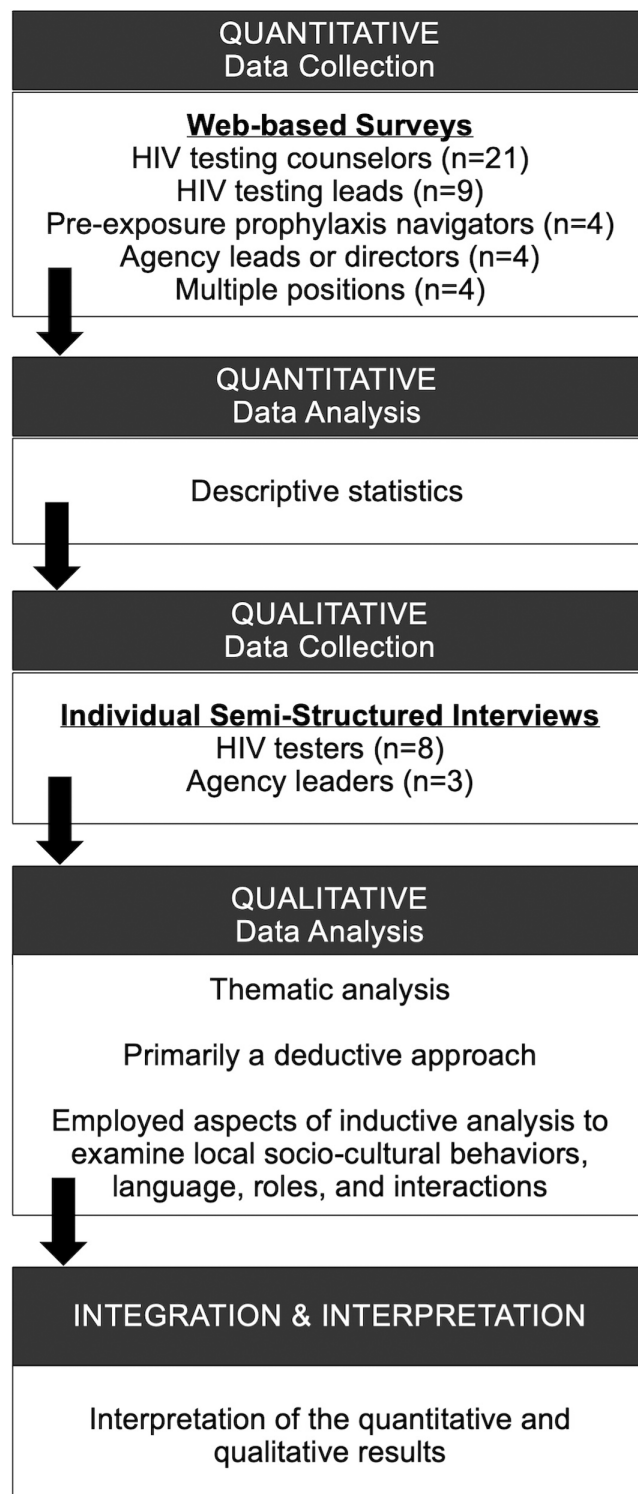 QUANTITATIVE
Data Collection
Web-based Surveys
HIV testing counselors (n=21)
HIV testing leads (n=9)
Pre-exposure prophylaxis navigators (n=4)
Agency leads or directors (n=4)
Multiple positions (n=4)
QUANTITATIVE
Data Analysis
Descriptive statistics
QUALITATIVE
Data Collection
Individual Semi-Structured Interviews
HIV testers (n=8)
Agency leaders (n=3)
QUALITATIVE
Data Analysis
Thematic analysis
Primarily a deductive approach
Employed aspects of inductive analysis to
examine local socio-cultural behaviors,
language, roles, and interactions
INTEGRATION & INTERPRETATION
Interpretation of the quantitative and
qualitative results